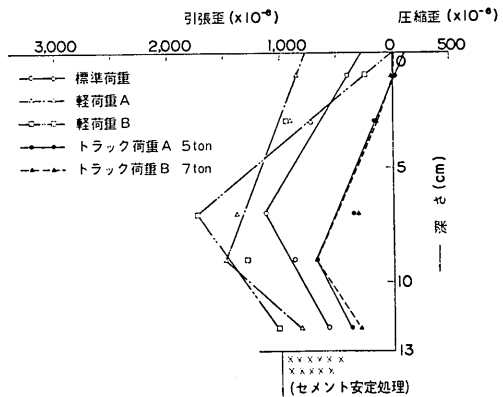 引張歪 (×10⁻⁶)
圧縮歪 (×10⁻⁶)
3,000 2,000 1,000 0 500
標準荷重
軽荷重A
軽荷重B
トラック荷重A 5ton
トラック荷重B 7ton
5
深さ(cm)
10
13
(セメント安定処理)